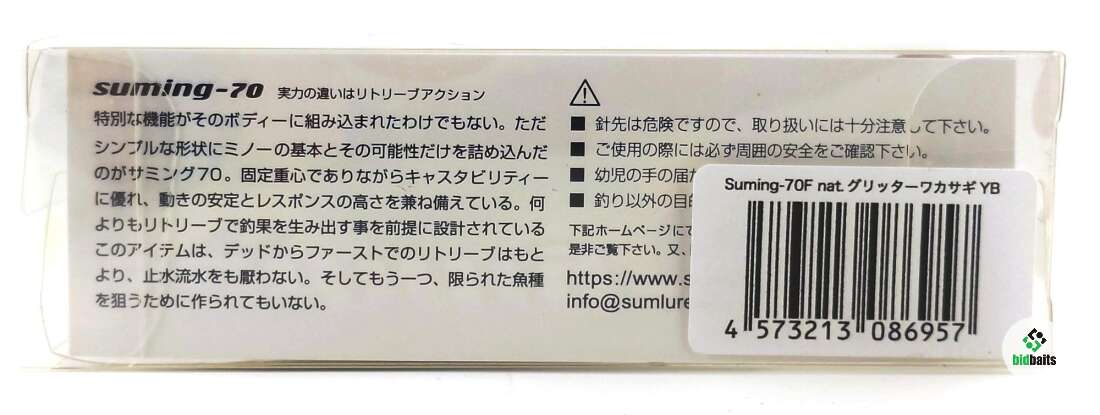 suming-70 実力の違いはリトリーブアクション
特別な機能がそのボディーに組み込まれたわけでもない。ただ
シンプルな形状にミノーの基本とその可能性だけを詰め込んだ
のがサミング70。固定重心でありながらキャスタビリティー
に優れ、動きの安定とレスポンスの高さを兼ね備えている。何
よりもリトリーブで釣果を生み出す事を前提に設計されている
このアイテムは、デッドからファーストでのリトリーブはもと
より、止水流水をも厭わない。そしてもう一つ、限られた魚種
を狙うために作られてもいない。
■ 針先は危険ですので、取り扱いには十分注意して下さい。
■ ご使用の際には必ず周囲の安全をご確認下さい。
■ 幼児の手の届
■ 釣り以外の目的
下記ホームページにて
是非ご覧下さい。又、
https://www.s
info@sumlure
Suming-70F nat.グリッターワカサギ YB
4 573213 086957
bidbaits